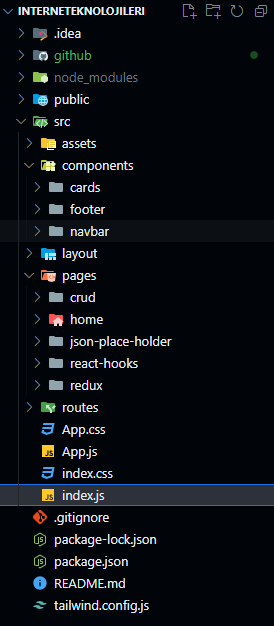 INTERNETEKNOLOJILERI
.idea
github
node_modules
public
src
assets
components
cards
footer
navbar
layout
pages
crud
home
json-place-holder
react-hooks
redux
routes
App.css
JS App.js
index.css
JS index.js
.gitignore
package-lock.json
package.json
README.md
tailwind.config.js